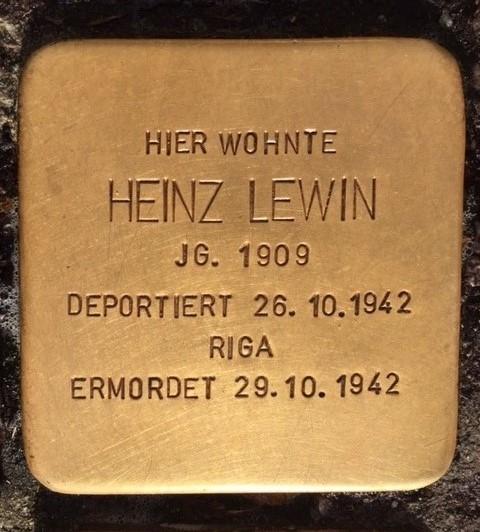 HIER WOHNTE
HEINZ LEWIN
JG. 1909
DEPORTIERT 26.10.1942
RIGA
ERMORDET 29.10.1942